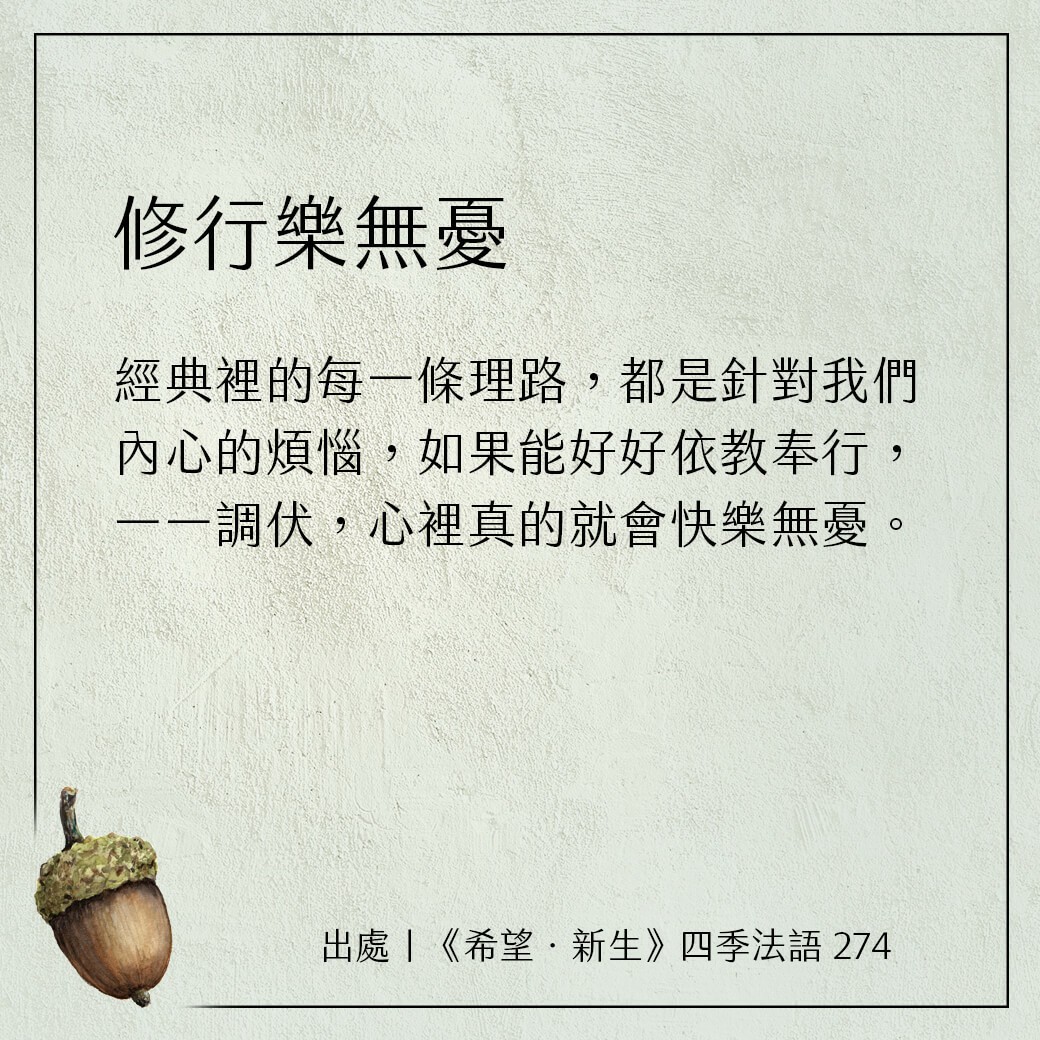 修行樂無憂
經典裡的每一條理路，都是針對我們
內心的煩惱，如果能好好依教奉行，
一一調伏，心裡真的就會快樂無憂。
出處｜《希望．新生》四季法語 274